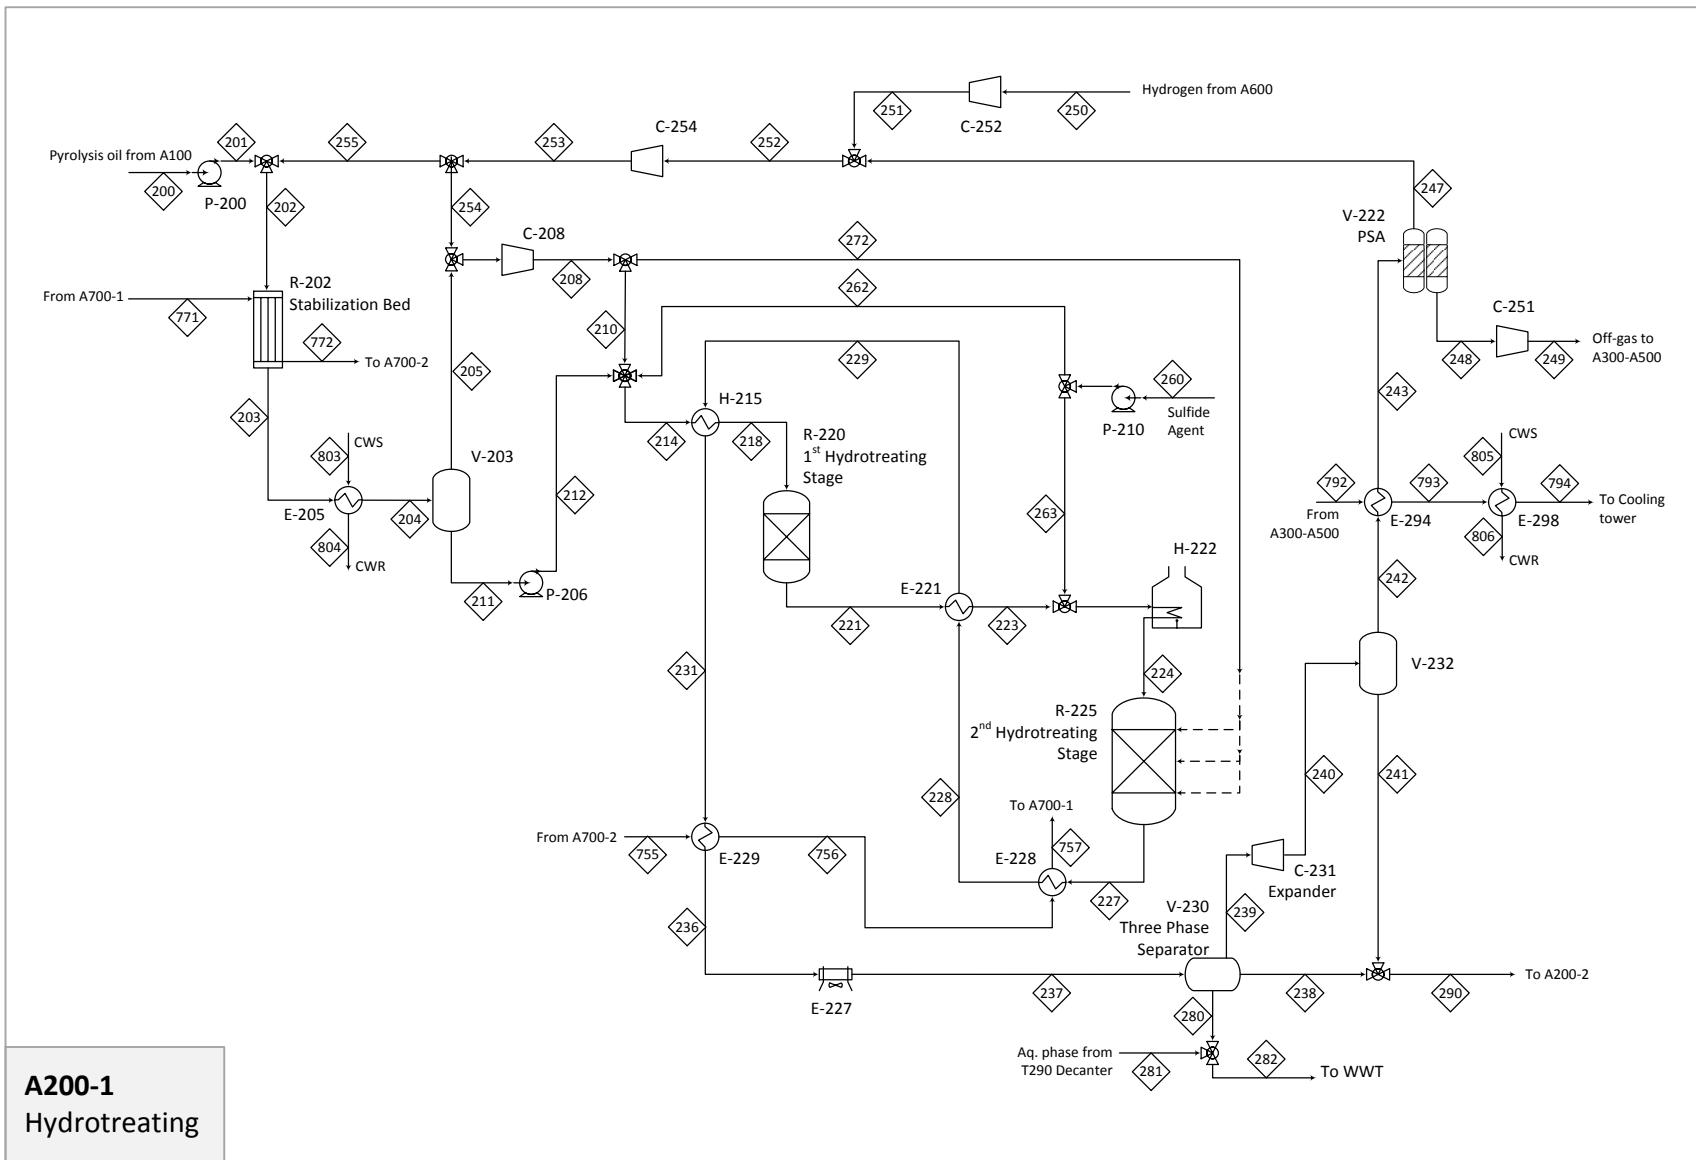 Hydrogen from A600
251
C-252
250
C-254
201
255
253
252
Pyrolysis oil from A100
200
P-200
202
254
247
V-222
PSA
C-208
272
208
262
From A700-1
771
R-202
Stabilization Bed
772
To A700-2
205
210
229
C-251
248
249
Off-gas to
A300-A500
243
260
Sulfide
Agent
P-210
203
H-215
214
218
R-220
1st Hydrotreating
Stage
CWS
803
V-203
E-205
204
804
CWR
212
263
CWS
805
792
793
794
From
A300-A500
E-294
E-298
To Cooling
tower
806
CWR
H-222
242
211
P-206
E-221
221
223
231
224
V-232
R-225
2nd Hydrotreating
Stage
240
241
228
To A700-1
From A700-2
755
E-229
756
E-228
757
227
C-231
Expander
239
V-230
Three Phase
Separator
236
E-227
237
238
290
To A200-2
280
Aq. phase from
T290 Decanter
281
282
To WWT
A200-1
Hydrotreating